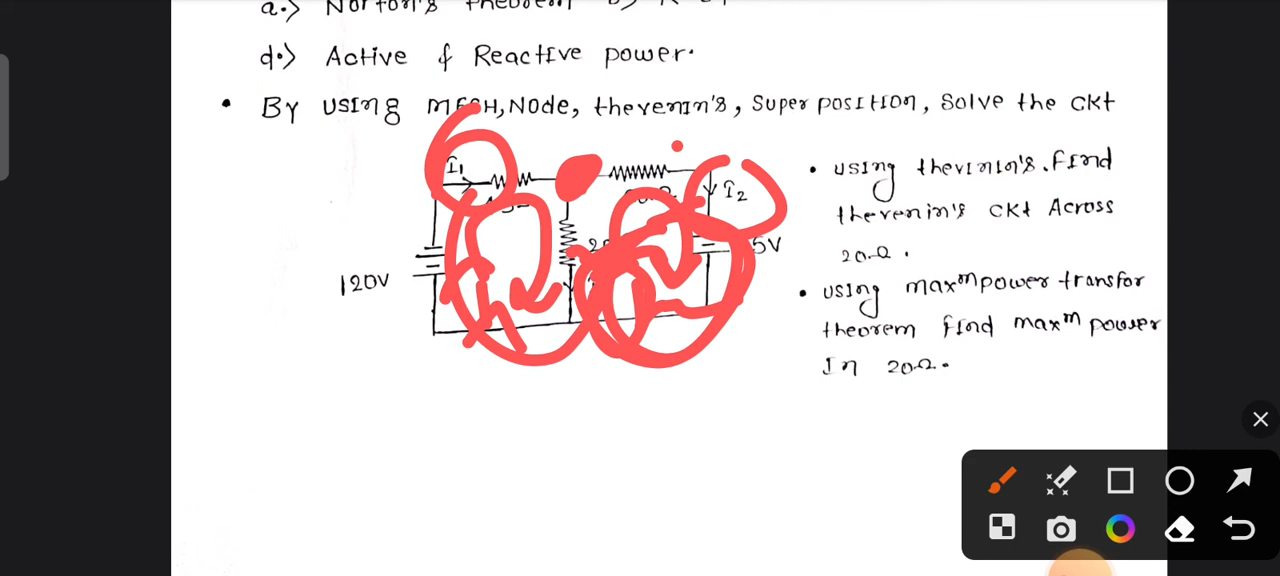 d.) Active & Reactive power.
• By using MESH, Node, thevenin's, Super position, Solve the ckt
I1
I2
120V
5V
• using thevinin's. find
thevenin's ckt Across
20Ω.
• using maxm power transfor
theorem find maxm power
In 20Ω.